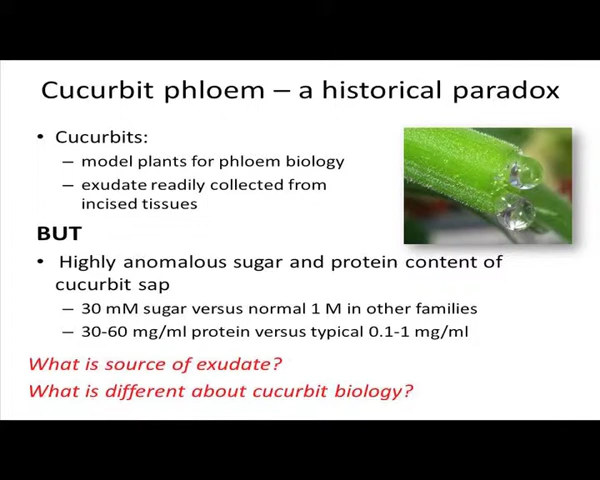 Cucurbit phloem – a historical paradox
• Cucurbits:
– model plants for phloem biology
– exudate readily collected from
incised tissues
BUT
• Highly anomalous sugar and protein content of
cucurbit sap
– 30 mM sugar versus normal 1 M in other families
– 30-60 mg/ml protein versus typical 0.1-1 mg/ml
What is source of exudate?
What is different about cucurbit biology?